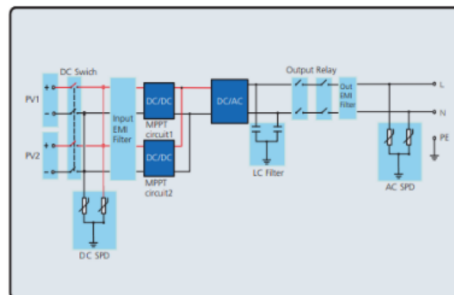 DC Swich
PV1
PV2
+
-
+
-
Input
EMI
Filter
DC/DC
MPPT
circuit1
DC/DC
MPPT
circuit2
DC/AC
LC Filter
Output Relay
Out
EMI
Filter
L
N
PE
DC SPD
AC SPD